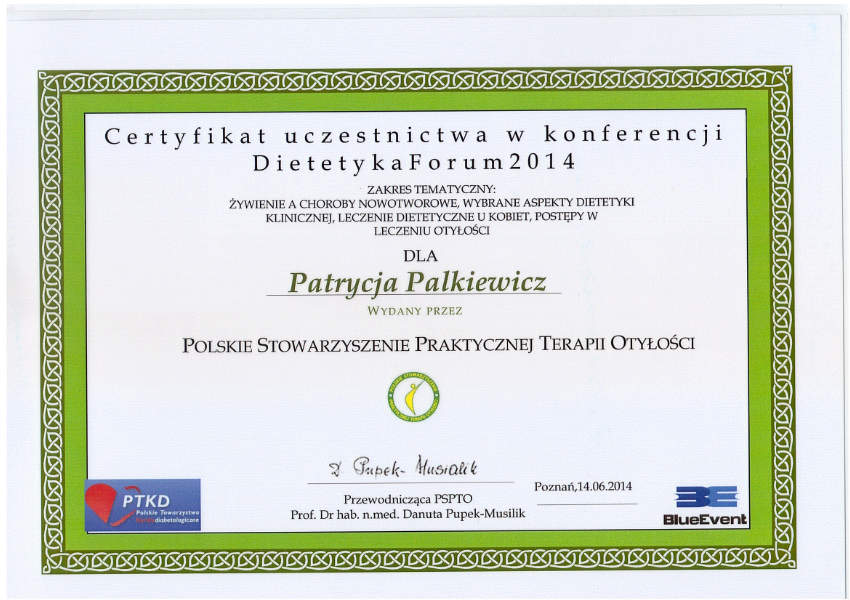 Certyfikat uczestnictwa w konferencji
DietetykaForum2014
ZAKRES TEMATYCZNY:
ŻYWIENIE A CHOROBY NOWOTWOROWE, WYBRANE ASPEKTY DIETETYKI
KLINICZNEJ, LECZENIE DIETETYCZNE U KOBIET, POSTĘPY W
LECZENIU OTYŁOŚCI
DLA
Patrycja Palkiewicz
WYDANY PRZEZ
POLSKIE STOWARZYSZENIE PRAKTYCZNEJ TERAPII OTYŁOŚCI
D Pupek-Musialik
Przewodnicząca PSPTO
Prof. Dr hab. n.med. Danuta Pupek-Musilik
Poznań,14.06.2014
PTKD
Polskie Towarzystwo
diabetologiczne
BlueEvent